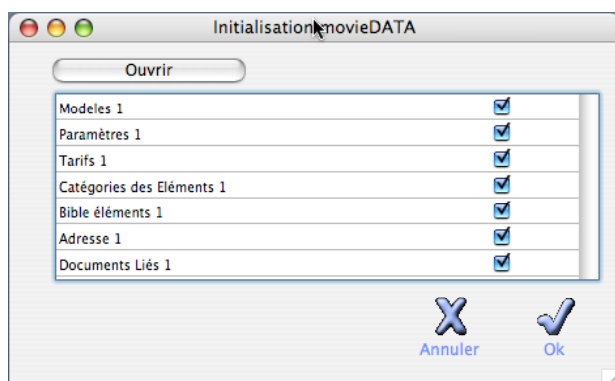 Initialisation movieDATA
Ouvrir
Modeles 1
Paramètres 1
Tarifs 1
Catégories des Eléments 1
Bible éléments 1
Adresse 1
Documents Liés 1
Annuler
Ok